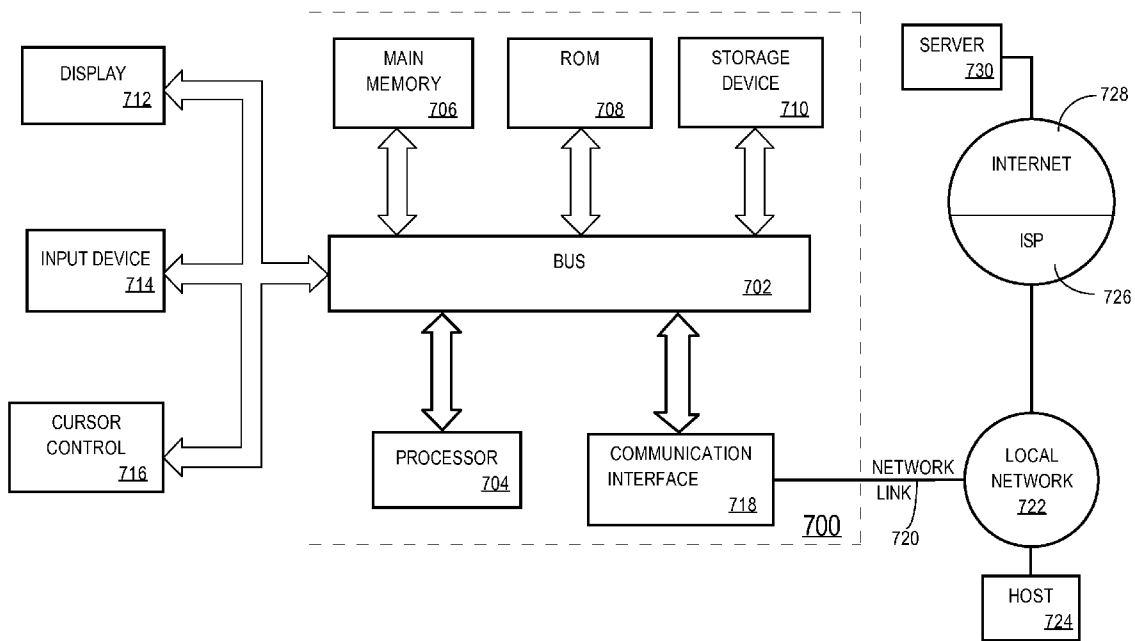 DISPLAY
712
INPUT DEVICE
714
CURSOR
CONTROL
716
MAIN
MEMORY
706
ROM
708
STORAGE
DEVICE
710
BUS
702
PROCESSOR
704
COMMUNICATION
INTERFACE
718
700
SERVER
730
728
INTERNET
ISP
726
NETWORK
LINK
720
LOCAL
NETWORK
722
HOST
724